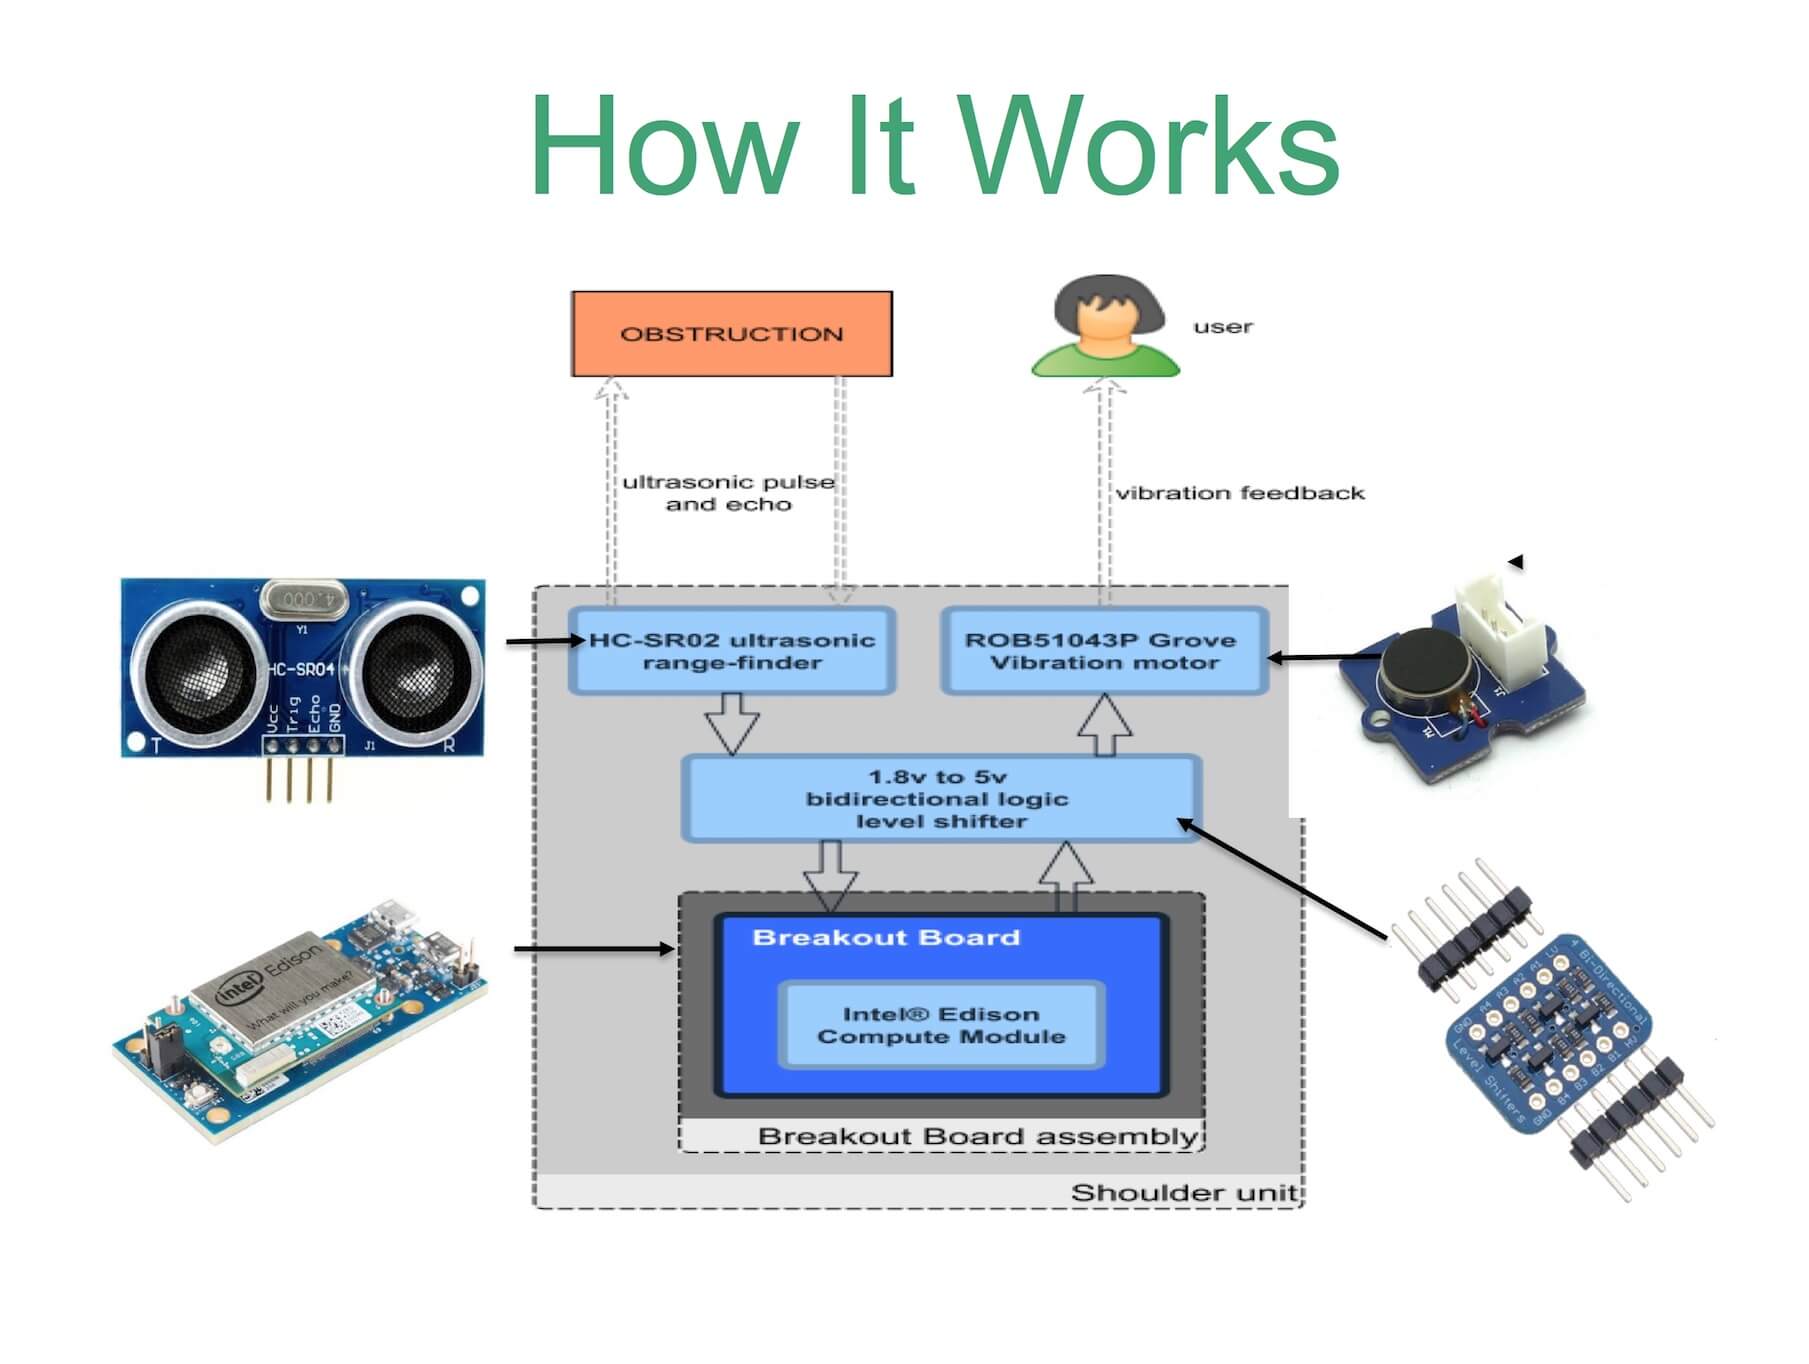 How It Works
OBSTRUCTION
user
ultrasonic pulse
and echo
vibration feedback
4.000
Y1
HC-SR04
Vcc
Trig
Echo
GND
T
J1
R
HC-SR02 ultrasonic
range-finder
ROB51043P Grove
Vibration motor
J1
M1
1.8v to 5v
bidirectional logic
level shifter
intel Edison
What will you make?
Breakout Board
Intel® Edison
Compute Module
Breakout Board assembly
Shoulder unit
4 Bi-Directional
Level Shifters
GND A4 A3 A2 A1 LV
GND B4 B3 B2 B1 HV